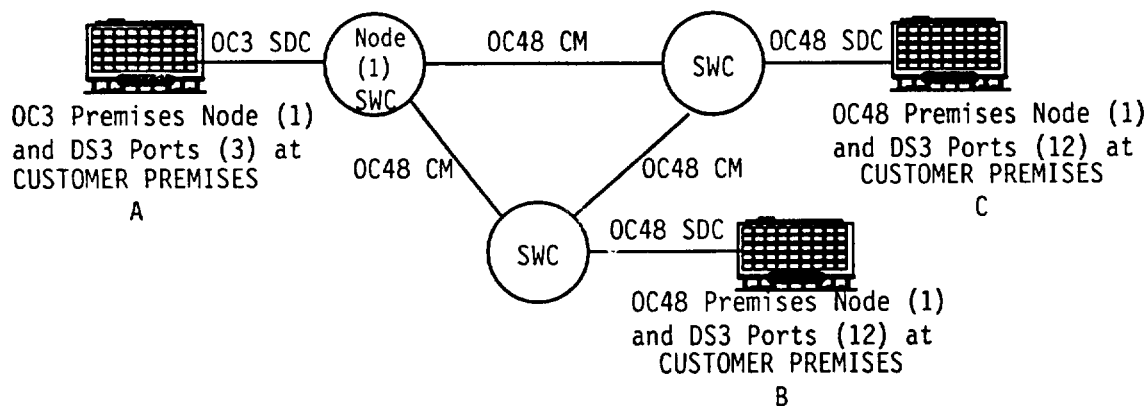 OC3 SDC
Node
(1)
SWC
OC48 CM
SWC
OC48 SDC
OC3 Premises Node (1)
and DS3 Ports (3) at
CUSTOMER PREMISES
A
OC48 Premises Node (1)
and DS3 Ports (12) at
CUSTOMER PREMISES
C
OC48 CM
OC48 CM
SWC
OC48 SDC
OC48 Premises Node (1)
and DS3 Ports (12) at
CUSTOMER PREMISES
B